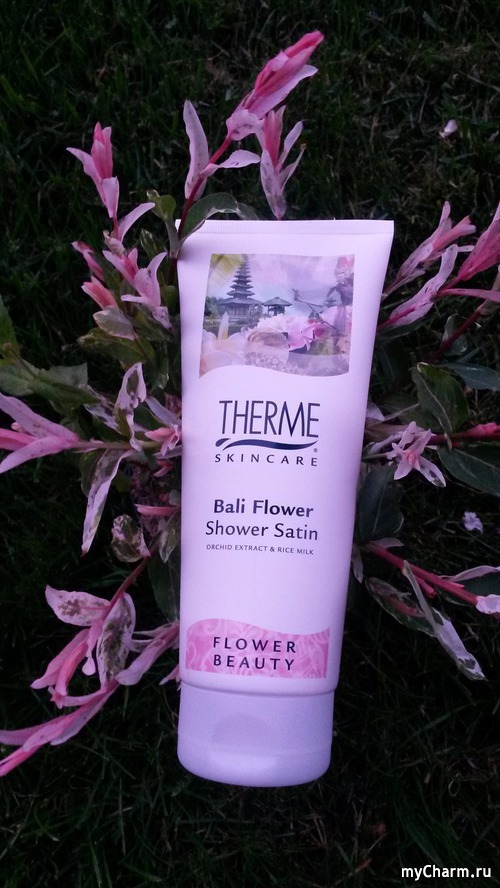 THERME®
SKINCARE
Bali Flower
Shower Satin
ORCHID EXTRACT & RICE MILK
FLOWER
BEAUTY
myCharm.ru